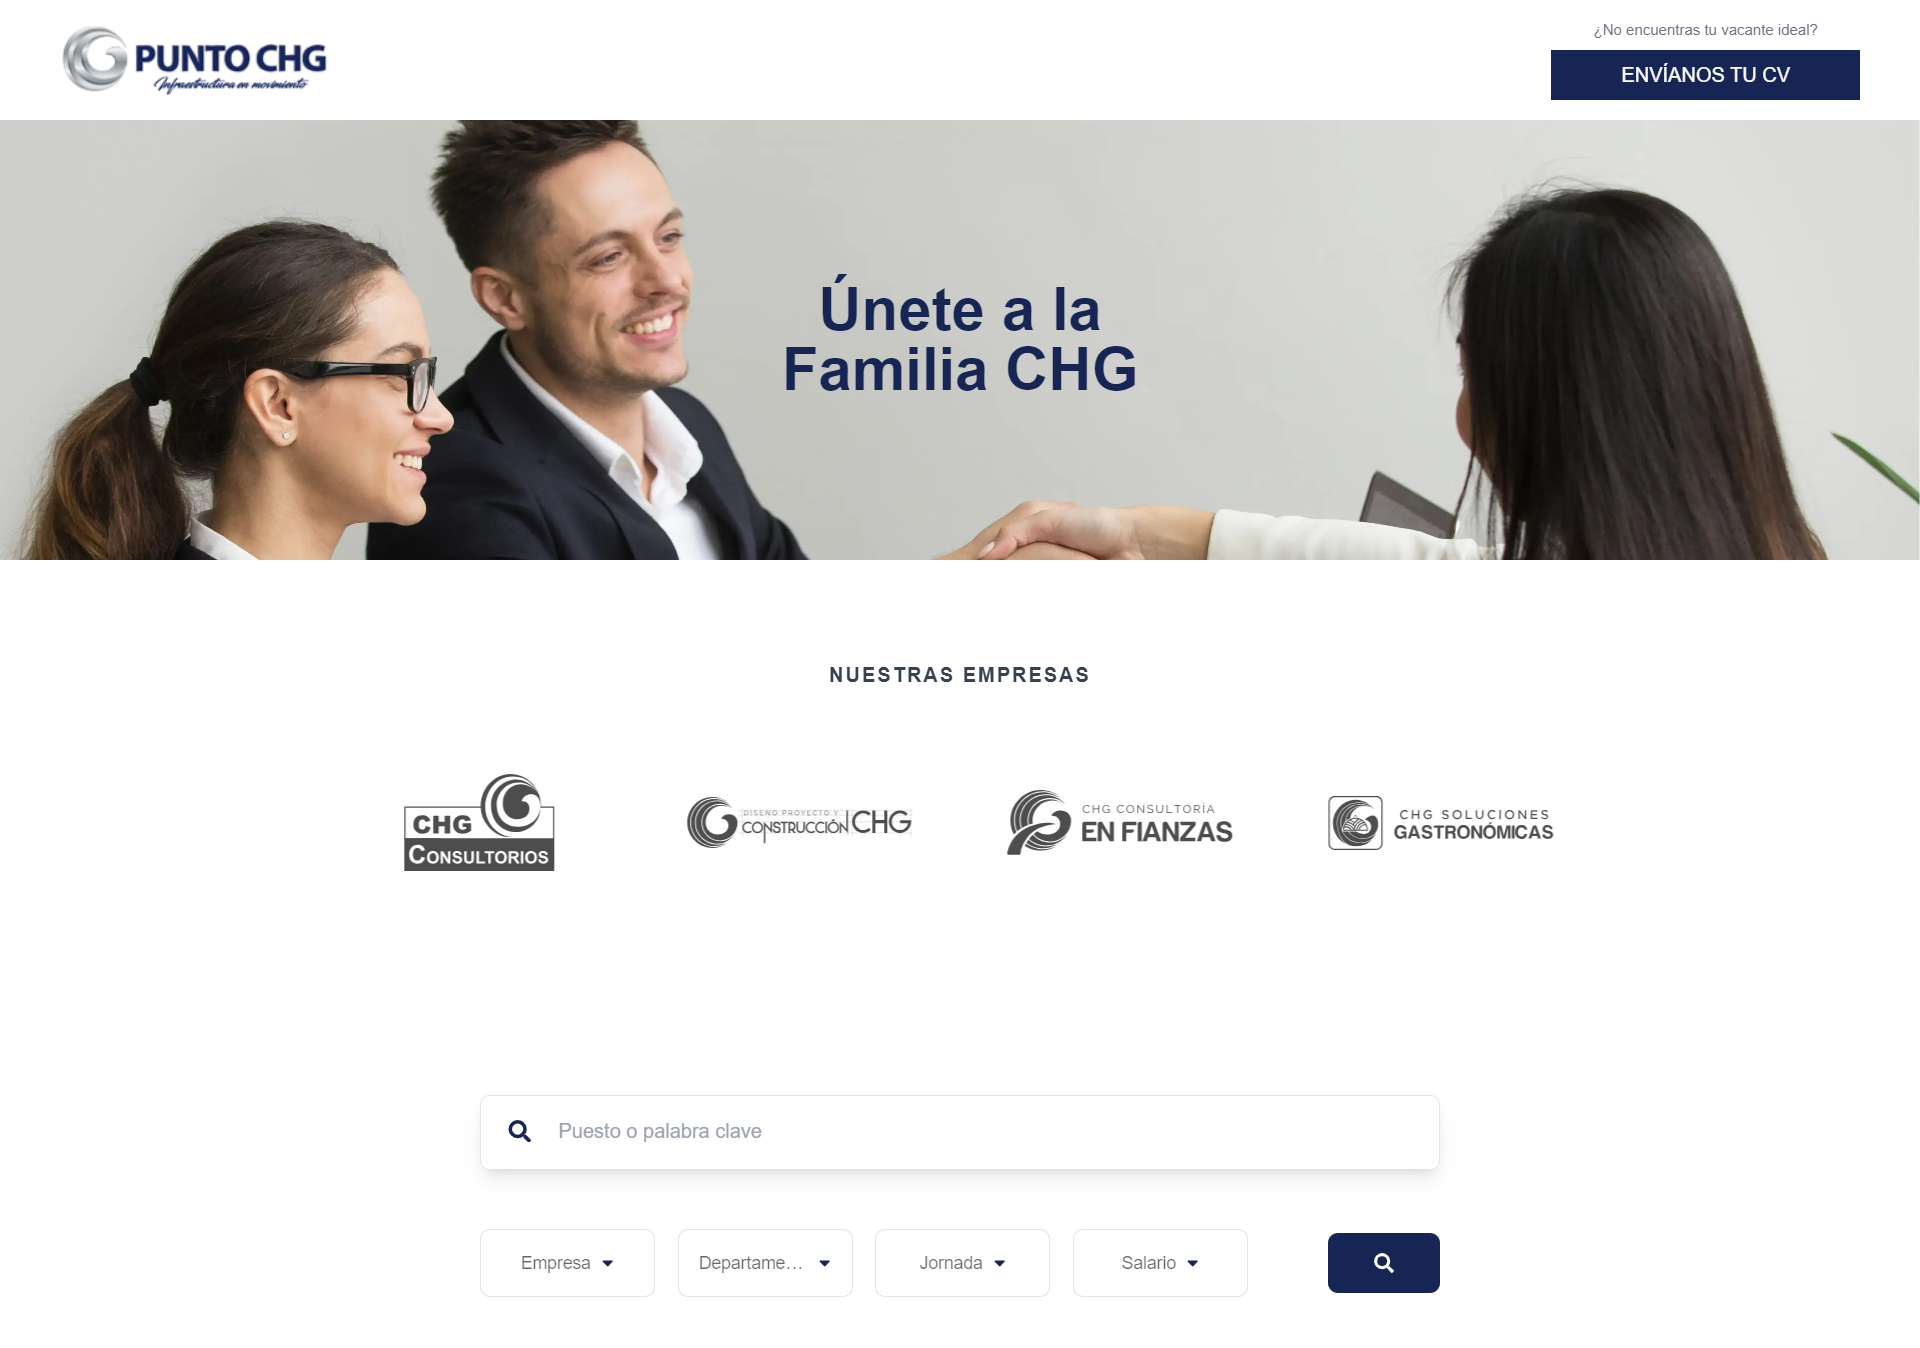 PUNTO CHG
Infraestructura en movimiento
¿No encuentras tu vacante ideal?
ENVÍANOS TU CV
Únete a la
Familia CHG
NUESTRAS EMPRESAS
CHG
CONSULTORIOS
DISEÑO PROYECTO Y
CONSTRUCCIÓN CHG
CHG CONSULTORÍA
EN FIANZAS
CHG SOLUCIONES
GASTRONÓMICAS
Puesto o palabra clave
Empresa
Departame...
Jornada
Salario